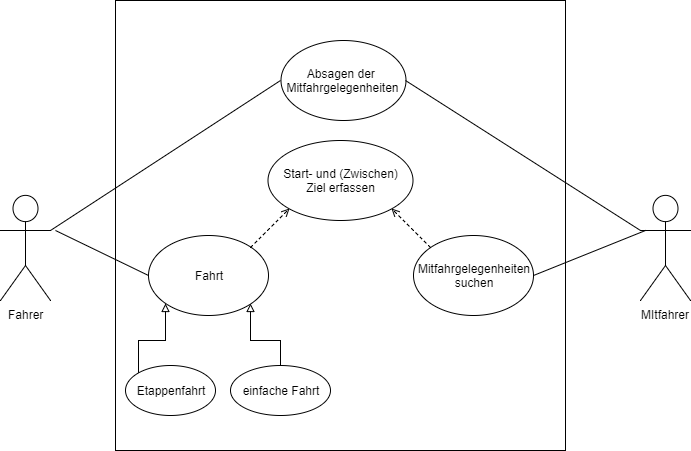 Absagen der
Mitfahrgelegenheiten
Start- und (Zwischen)
Ziel erfassen
Fahrt
Mitfahrgelegenheiten
suchen
Fahrer
MItfahrer
Etappenfahrt
einfache Fahrt